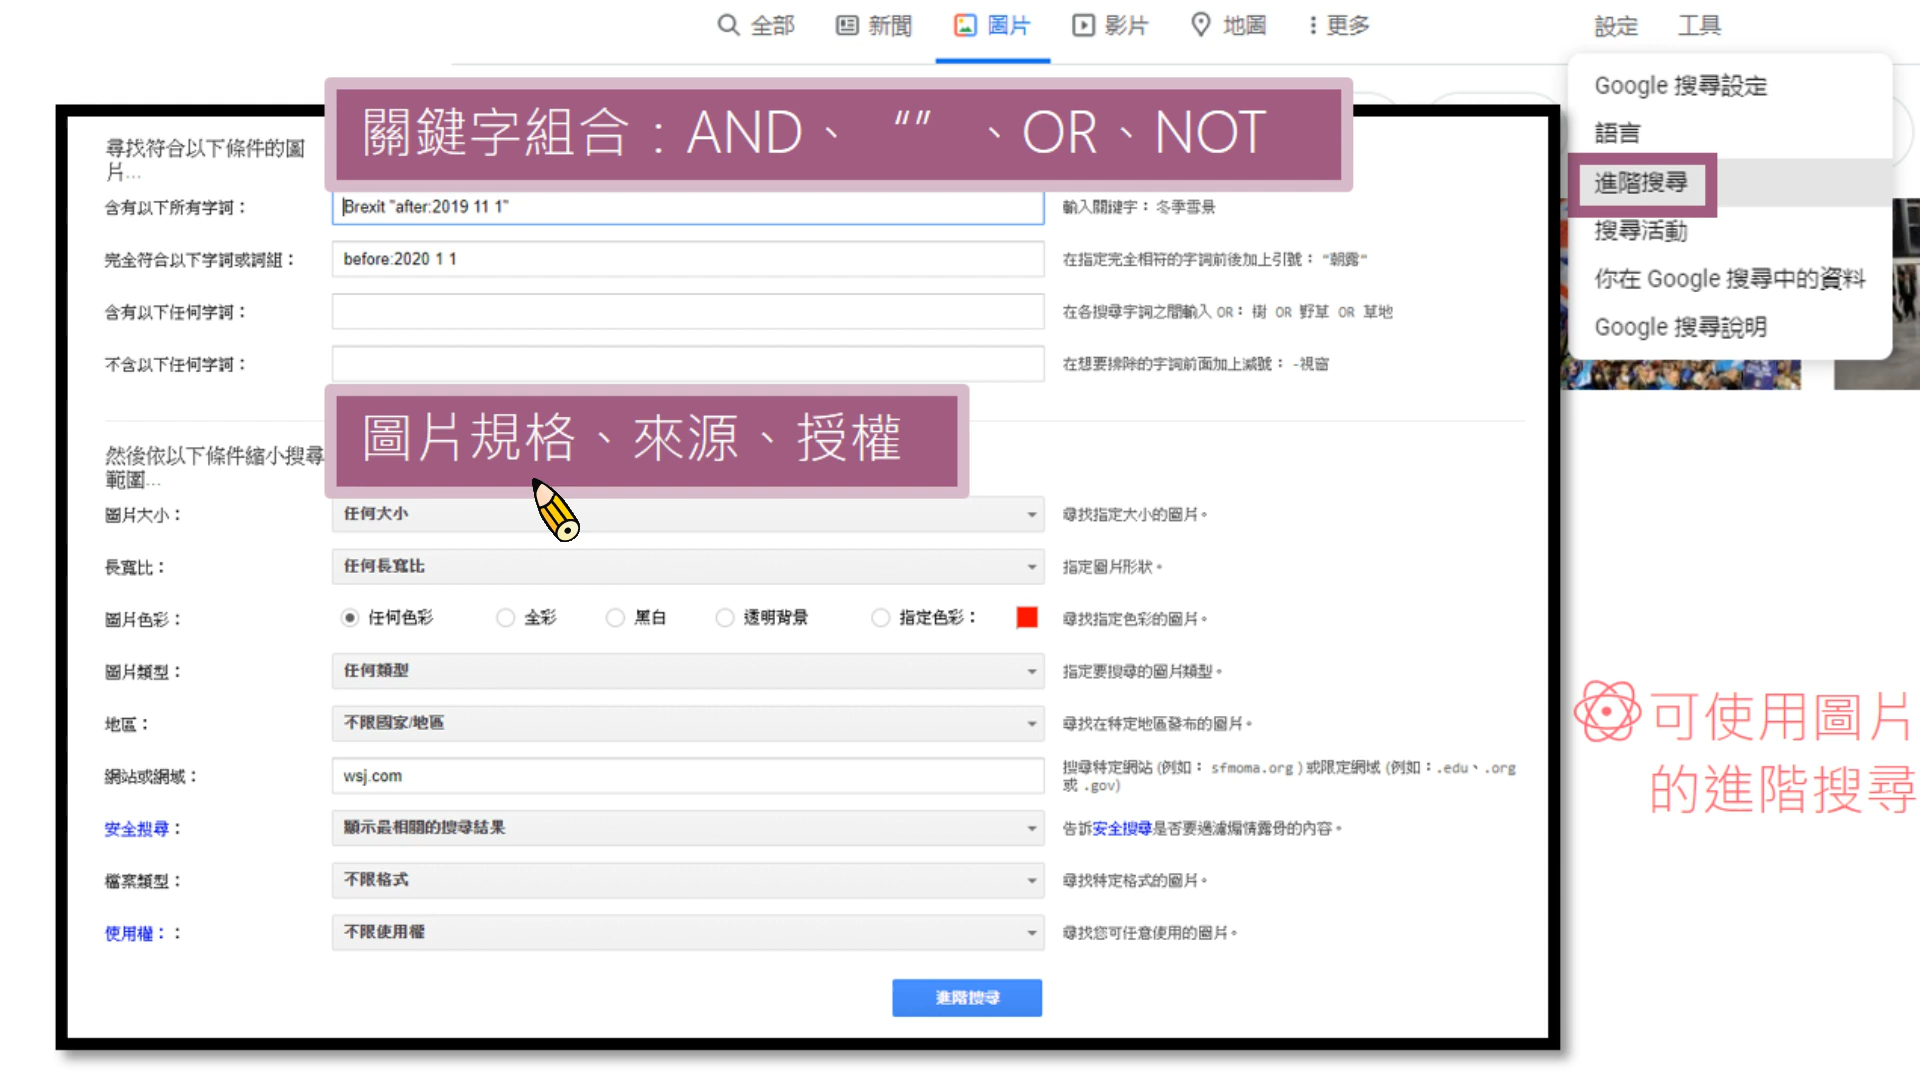 全部 新聞 圖片 影片 地圖 更多 設定 工具
Google 搜尋設定
語言
進階搜尋
搜尋活動
你在 Google 搜尋中的資料
Google 搜尋說明
關鍵字組合：AND、“”、OR、NOT
尋找符合以下條件的圖
片...
含有以下所有字詞： Brexit "after:2019 11 1" 輸入關鍵字： 冬季雪景
完全符合以下字詞或詞組： before:2020 1 1 在指定完全相符的字詞前後加上引號： "朝露"
含有以下任何字詞： 在各搜尋字詞之間輸入 OR： 樹 OR 野草 OR 草地
不含以下任何字詞： 在想要排除的字詞前面加上減號： -視窗
圖片規格、來源、授權
然後依以下條件縮小搜尋
範圍...
圖片大小： 任何大小 尋找指定大小的圖片。
長寬比： 任何長寬比 指定圖片形狀。
圖片色彩： 任何色彩 全彩 黑白 透明背景 指定色彩： 尋找指定色彩的圖片。
圖片類型： 任何類型 指定要搜尋的圖片類型。
地區： 不限國家/地區 尋找在特定地區發布的圖片。
網站或網域： wsj.com 搜尋特定網站 (例如： sfmoma.org ) 或限定網域 (例如：.edu、.org
或 .gov)
安全搜尋： 顯示最相關的搜尋結果 告訴安全搜尋是否要過濾煽情露骨的內容。
檔案類型： 不限格式 尋找特定格式的圖片。
使用權：： 不限使用權 尋找您可任意使用的圖片。
進階搜尋
可使用圖片
的進階搜尋